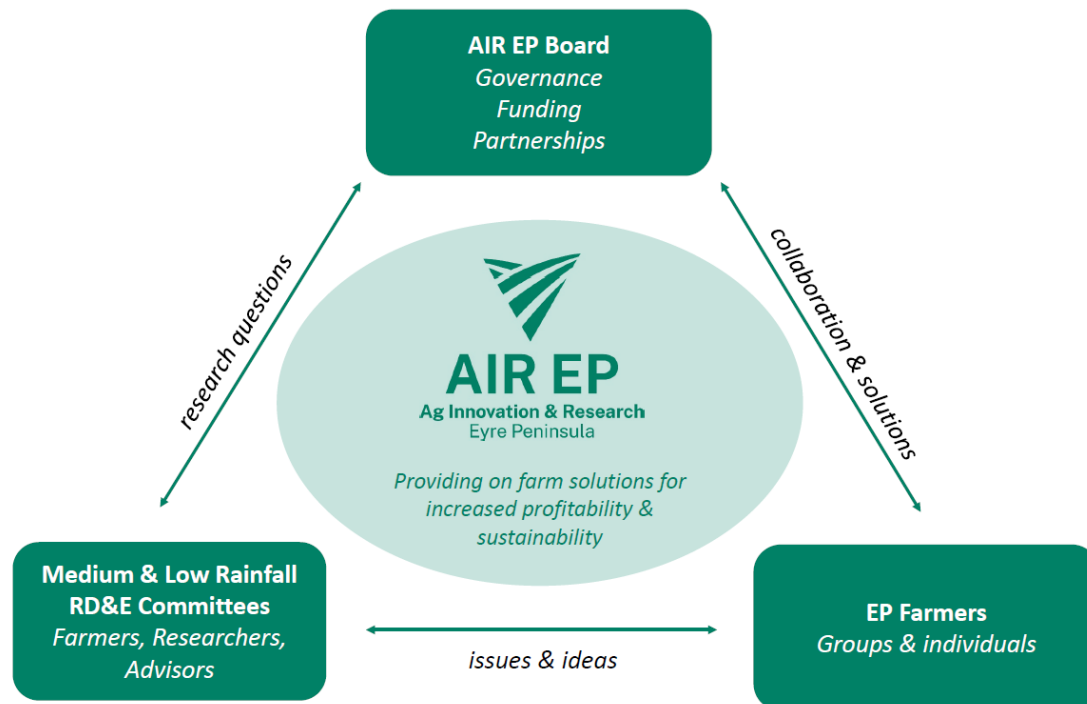 AIR EP Board
Governance
Funding
Partnerships
research questions
collaboration & solutions
AIR EP
Ag Innovation & Research
Eyre Peninsula
Providing on farm solutions for
increased profitability &
sustainability
Medium & Low Rainfall
RD&E Committees
Farmers, Researchers,
Advisors
issues & ideas
EP Farmers
Groups & individuals